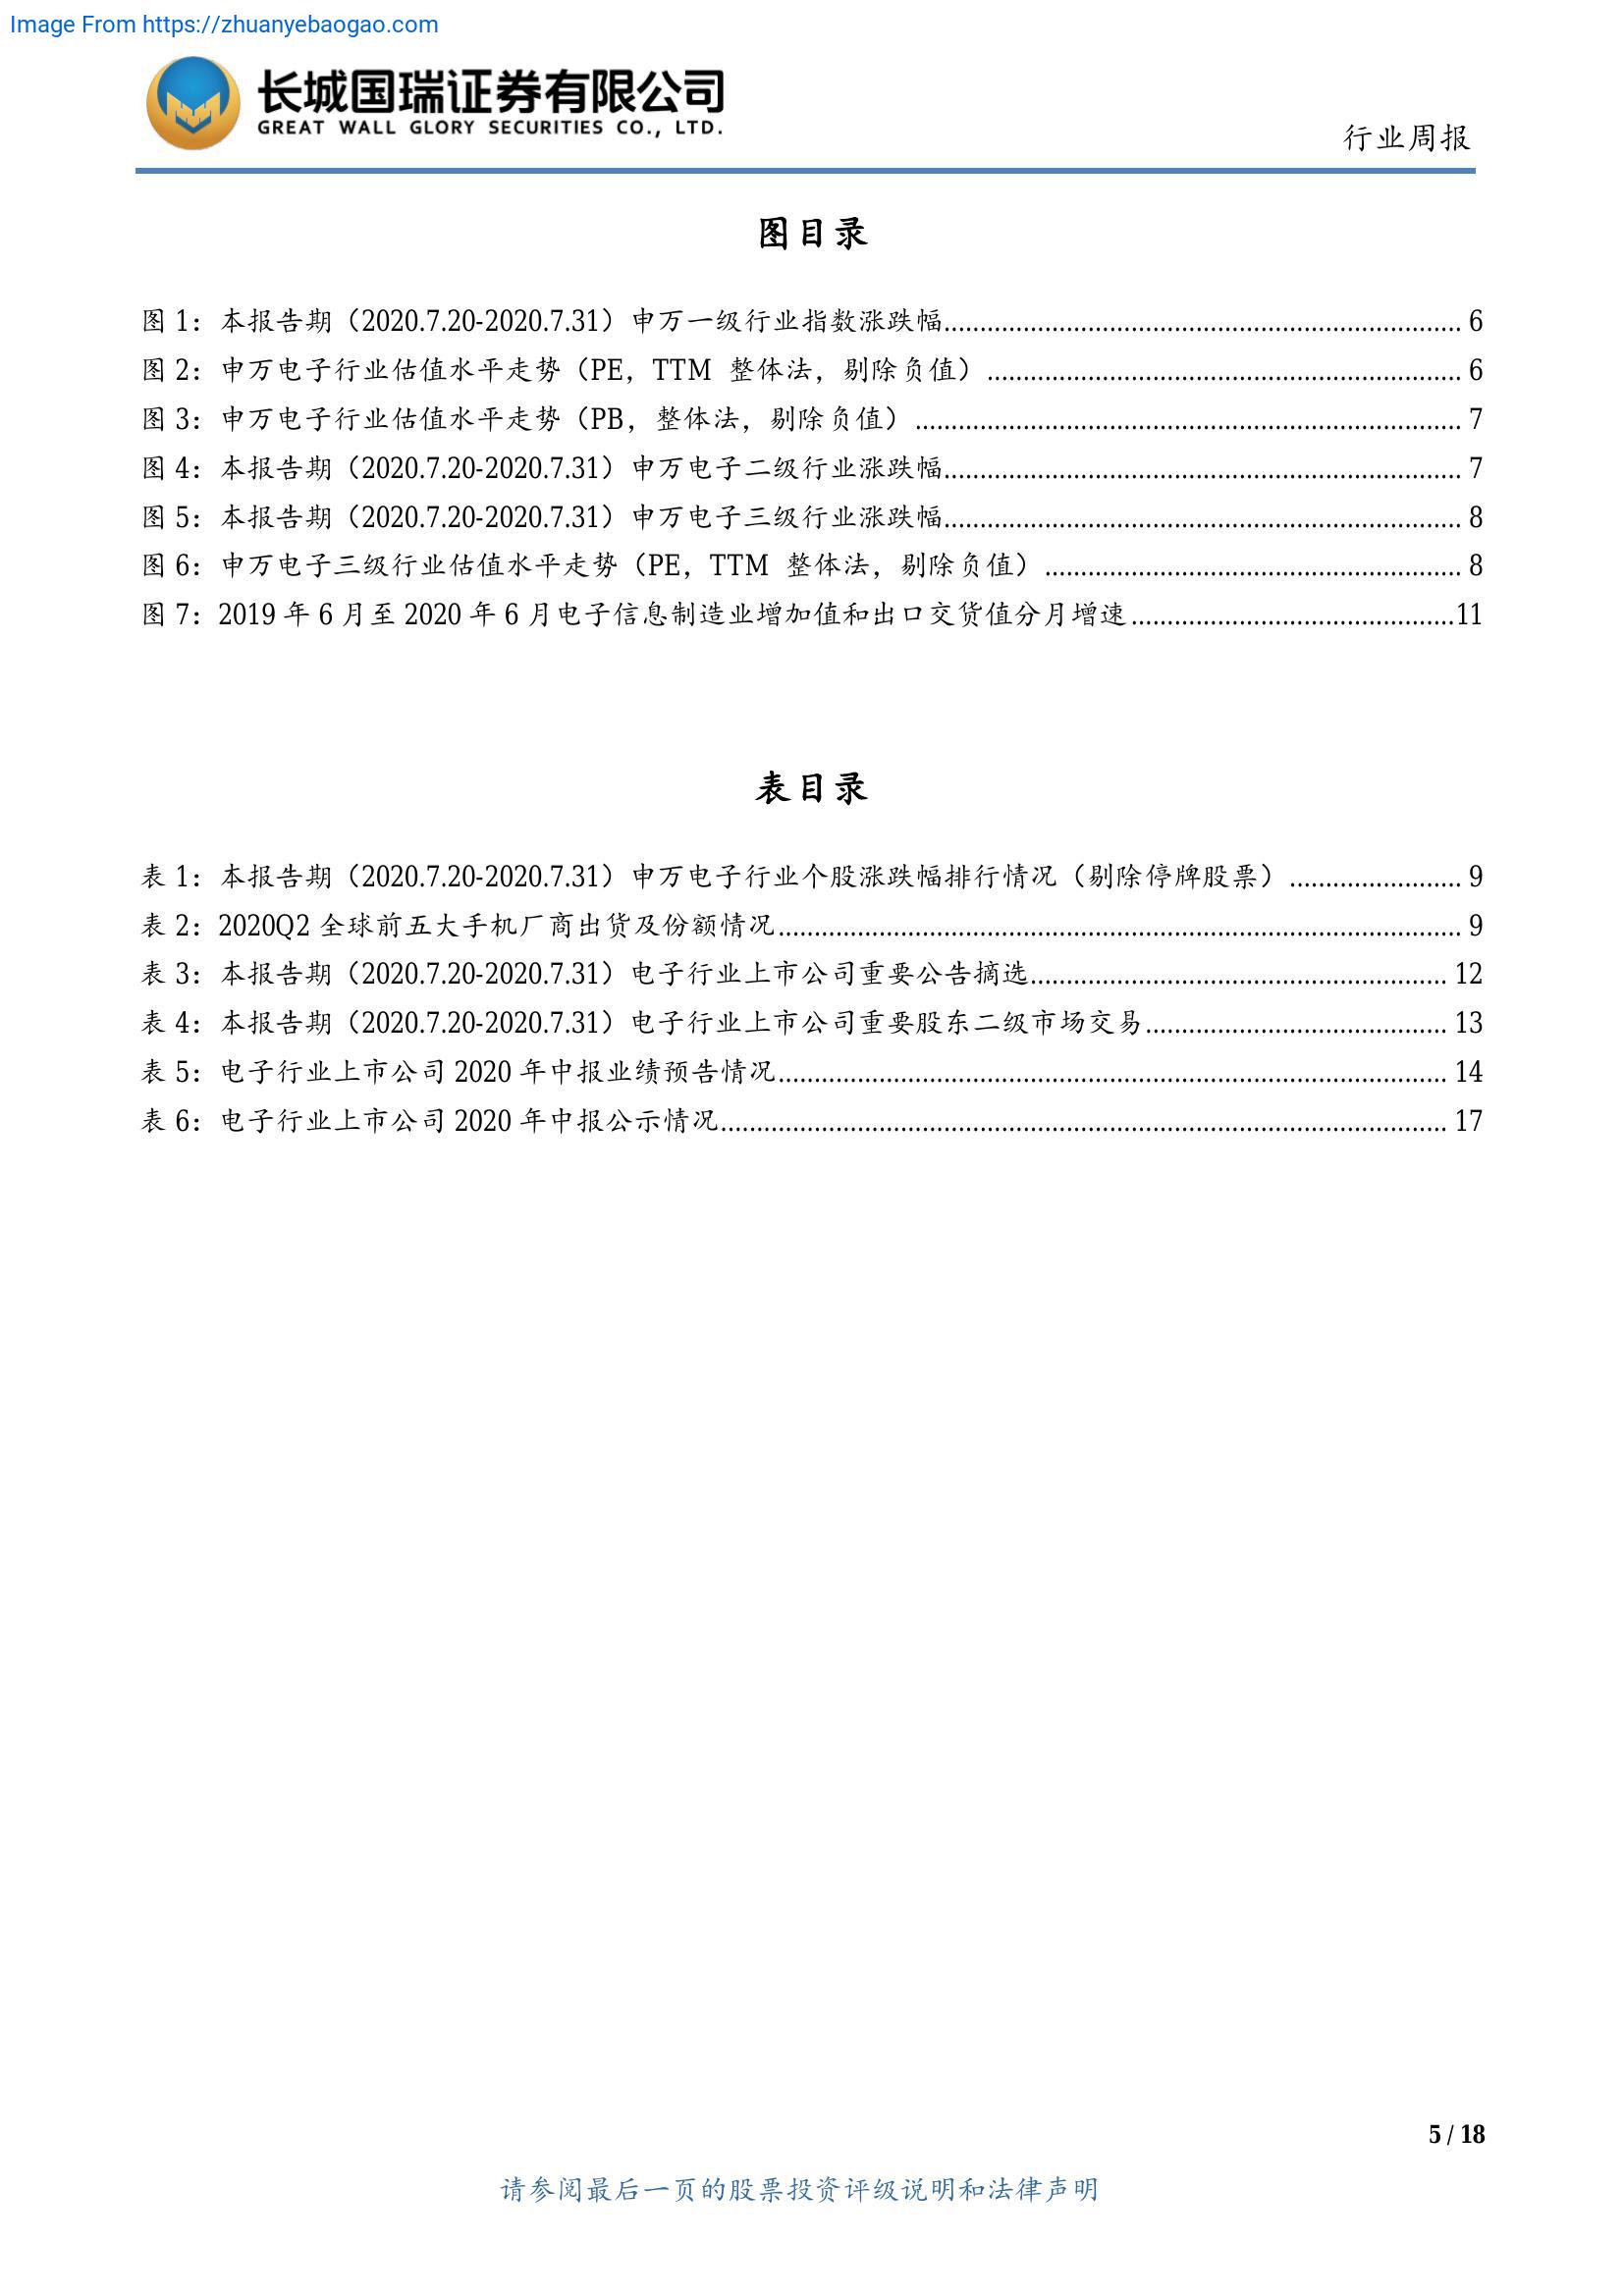 Image From https://zhuanyebaogao.com
长城国瑞证券有限公司
GREAT WALL GLORY SECURITIES CO., LTD.
行业周报
图目录
图 1：本报告期（2020.7.20-2020.7.31）申万一级行业指数涨跌幅........................................................................ 6
图 2：申万电子行业估值水平走势（PE，TTM 整体法，剔除负值）.................................................................. 6
图 3：申万电子行业估值水平走势（PB，整体法，剔除负值）............................................................................ 7
图 4：本报告期（2020.7.20-2020.7.31）申万电子二级行业涨跌幅........................................................................ 7
图 5：本报告期（2020.7.20-2020.7.31）申万电子三级行业涨跌幅........................................................................ 8
图 6：申万电子三级行业估值水平走势（PE，TTM 整体法，剔除负值）.......................................................... 8
图 7：2019 年 6 月至 2020 年 6 月电子信息制造业增加值和出口交货值分月增速.............................................11
表目录
表 1：本报告期（2020.7.20-2020.7.31）申万电子行业个股涨跌幅排行情况（剔除停牌股票）........................ 9
表 2：2020Q2 全球前五大手机厂商出货及份额情况............................................................................................... 9
表 3：本报告期（2020.7.20-2020.7.31）电子行业上市公司重要公告摘选.......................................................... 12
表 4：本报告期（2020.7.20-2020.7.31）电子行业上市公司重要股东二级市场交易.......................................... 13
表 5：电子行业上市公司 2020 年中报业绩预告情况............................................................................................. 14
表 6：电子行业上市公司 2020 年中报公示情况..................................................................................................... 17
5 / 18
请参阅最后一页的股票投资评级说明和法律声明